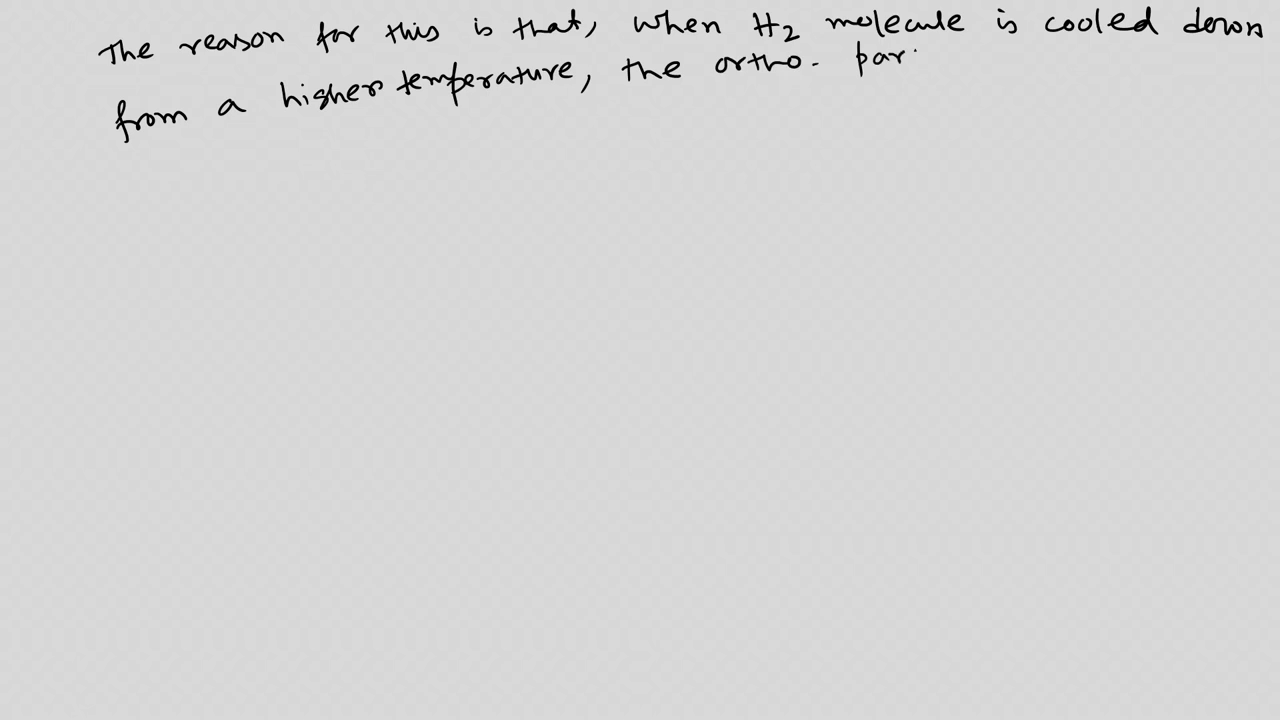 The reason for this is that, when H₂ molecule is cooled down
from a higher temperature, the ortho- par